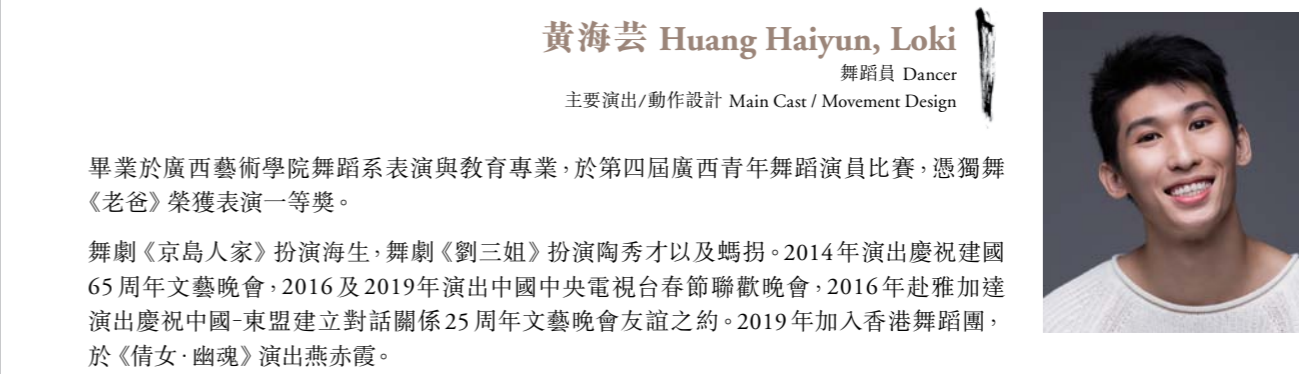 黃海芸 Huang Haiyun, Loki
舞蹈員 Dancer
主要演出/動作設計 Main Cast / Movement Design
畢業於廣西藝術學院舞蹈系表演與教育專業，於第四屆廣西青年舞蹈演員比賽，憑獨舞
《老爸》榮獲表演一等獎。
舞劇《京島人家》扮演海生，舞劇《劉三姐》扮演陶秀才以及螞拐。2014年演出慶祝建國
65周年文藝晚會，2016及2019年演出中國中央電視台春節聯歡晚會，2016年赴雅加達
演出慶祝中國-東盟建立對話關係25周年文藝晚會友誼之約。2019年加入香港舞蹈團，
於《倩女·幽魂》演出燕赤霞。